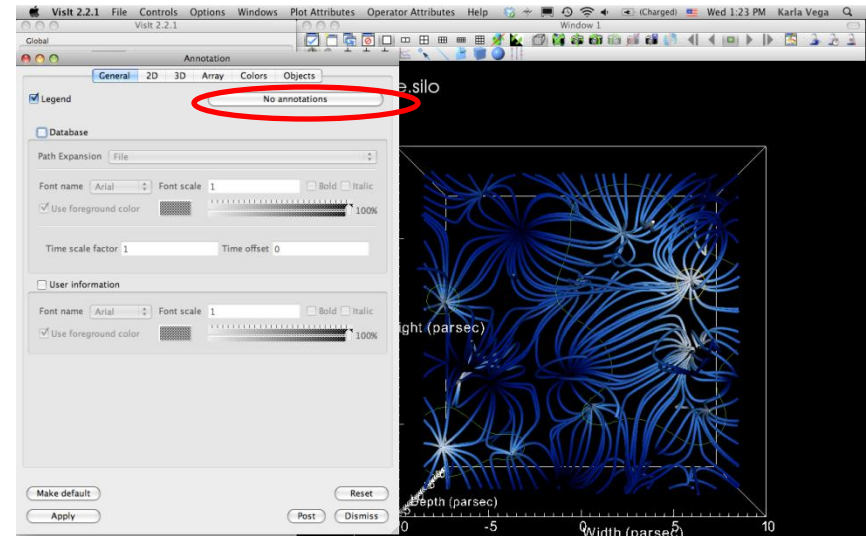 VisIt 2.2.1 File Controls Options Windows Plot Attributes Operator Attributes Help (Charged) Wed 1:23 PM Karla Vega
VisIt 2.2.1
Window 1
Global
Annotation
General 2D 3D Array Colors Objects
Legend No annotations
Database
Path Expansion File
Font name Arial Font scale 1 Bold Italic
Use foreground color 100%
Time scale factor 1 Time offset 0
User information
Font name Arial Font scale 1 Bold Italic
Use foreground color 100%
Make default Reset
Apply Post Dismiss
e.silo
ight (parsec)
Depth (parsec)
0 -5 0 5 10
Width (parsec)